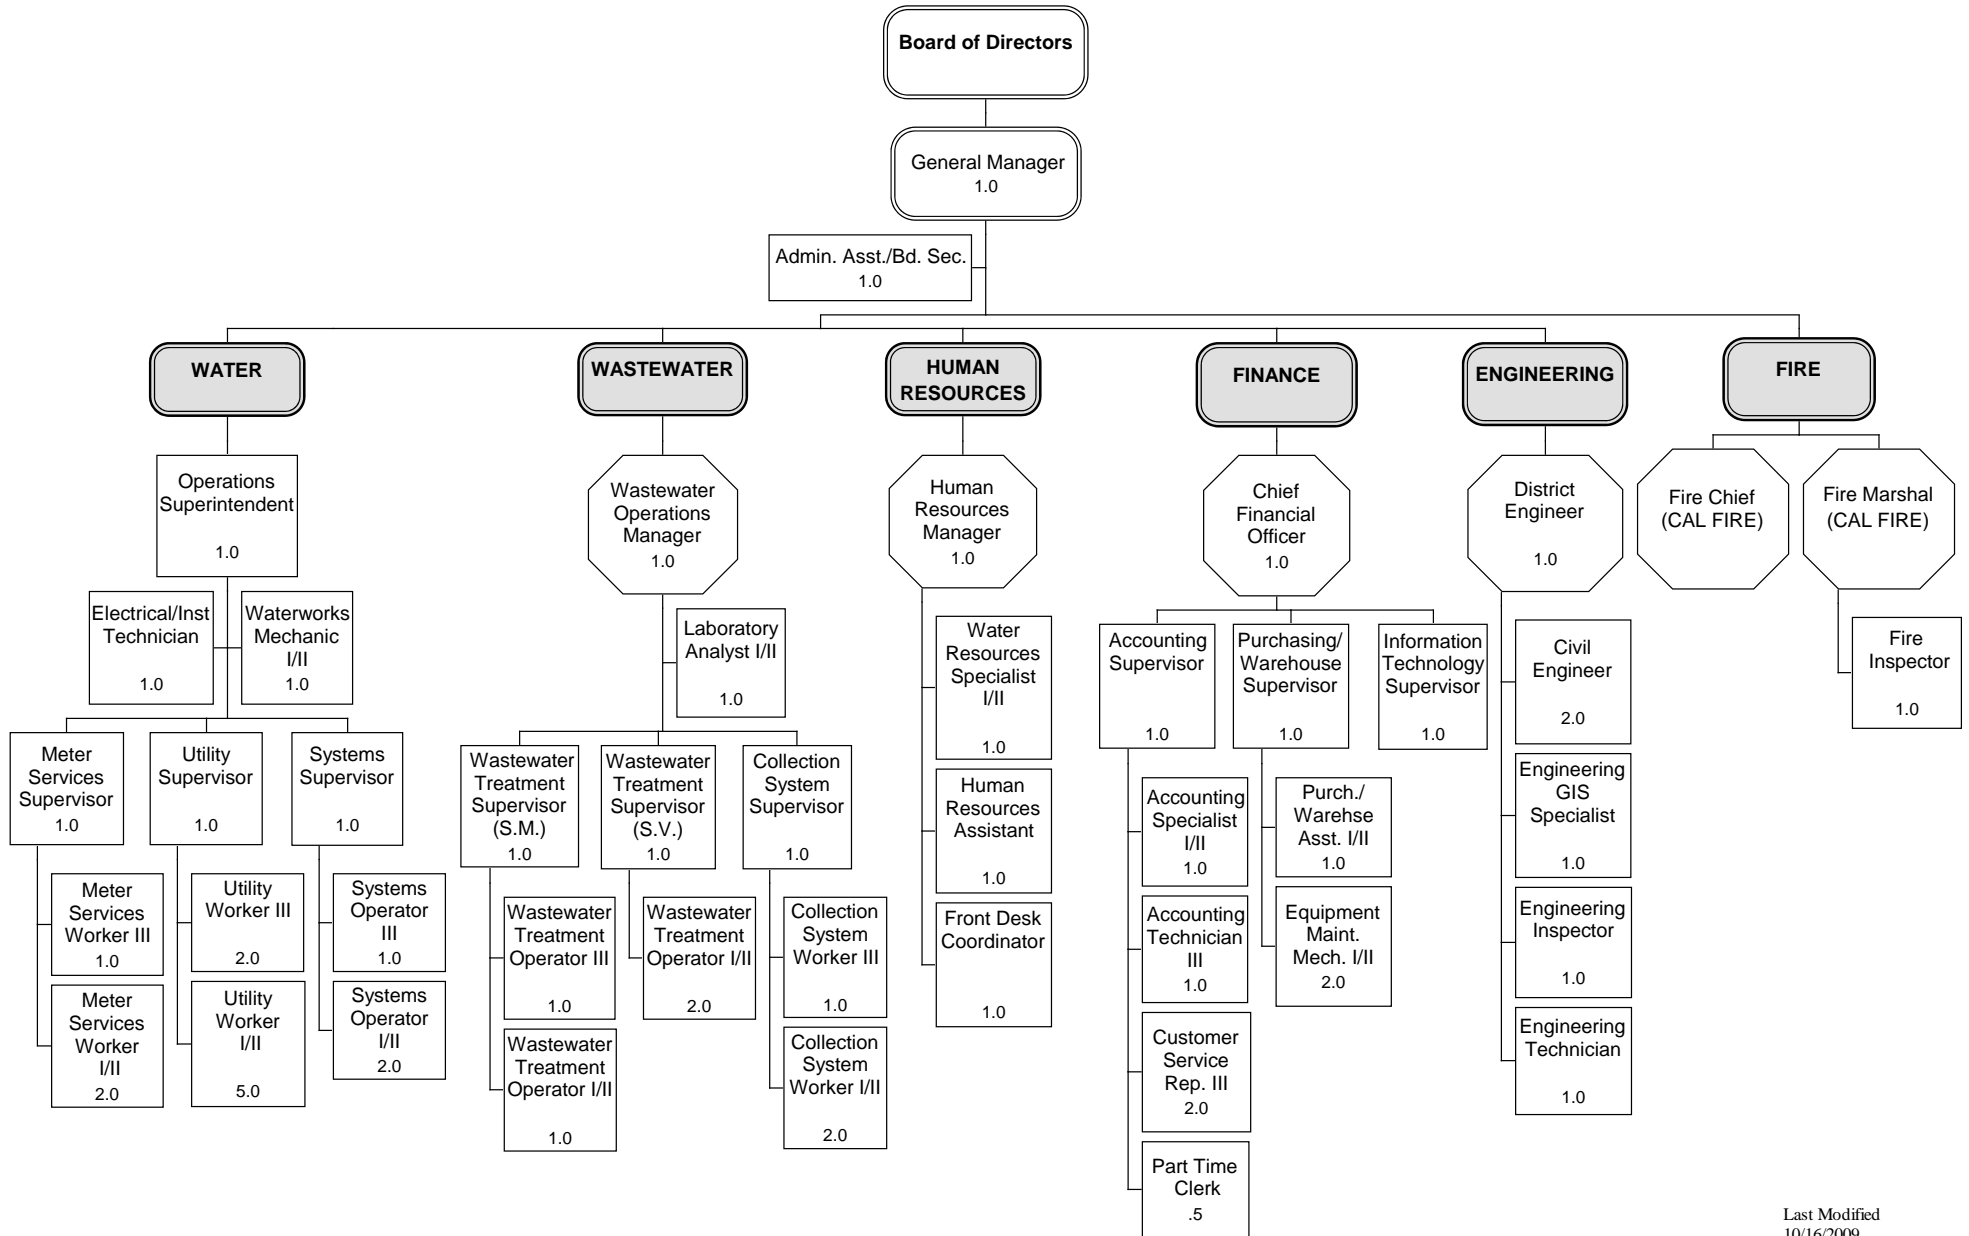 Board of Directors
General Manager
1.0
Admin. Asst./Bd. Sec.
1.0
WATER
WASTEWATER
HUMAN
RESOURCES
FINANCE
ENGINEERING
FIRE
Operations
Superintendent
1.0
Electrical/Inst
Technician
1.0
Waterworks
Mechanic
I/II
1.0
Meter
Services
Supervisor
1.0
Utility
Supervisor
1.0
Systems
Supervisor
1.0
Meter
Services
Worker III
1.0
Meter
Services
Worker
I/II
2.0
Utility
Worker III
2.0
Utility
Worker
I/II
5.0
Systems
Operator
III
1.0
Systems
Operator
I/II
2.0
Wastewater
Operations
Manager
1.0
Laboratory
Analyst I/II
1.0
Wastewater
Treatment
Supervisor
(S.M.)
1.0
Wastewater
Treatment
Supervisor
(S.V.)
1.0
Collection
System
Supervisor
1.0
Wastewater
Treatment
Operator III
1.0
Wastewater
Treatment
Operator I/II
1.0
Wastewater
Treatment
Operator I/II
2.0
Collection
System
Worker III
1.0
Collection
System
Worker I/II
2.0
Human
Resources
Manager
1.0
Water
Resources
Specialist
I/II
1.0
Human
Resources
Assistant
1.0
Front Desk
Coordinator
1.0
Chief
Financial
Officer
1.0
Accounting
Supervisor
1.0
Purchasing/
Warehouse
Supervisor
1.0
Information
Technology
Supervisor
1.0
Accounting
Specialist
I/II
1.0
Accounting
Technician
III
1.0
Customer
Service
Rep. III
2.0
Part Time
Clerk
.5
Purch./
Warehse
Asst. I/II
1.0
Equipment
Maint.
Mech. I/II
2.0
District
Engineer
1.0
Civil
Engineer
2.0
Engineering
GIS
Specialist
1.0
Engineering
Inspector
1.0
Engineering
Technician
1.0
Fire Chief
(CAL FIRE)
Fire Marshal
(CAL FIRE)
Fire
Inspector
1.0
Last Modified
10/16/2009